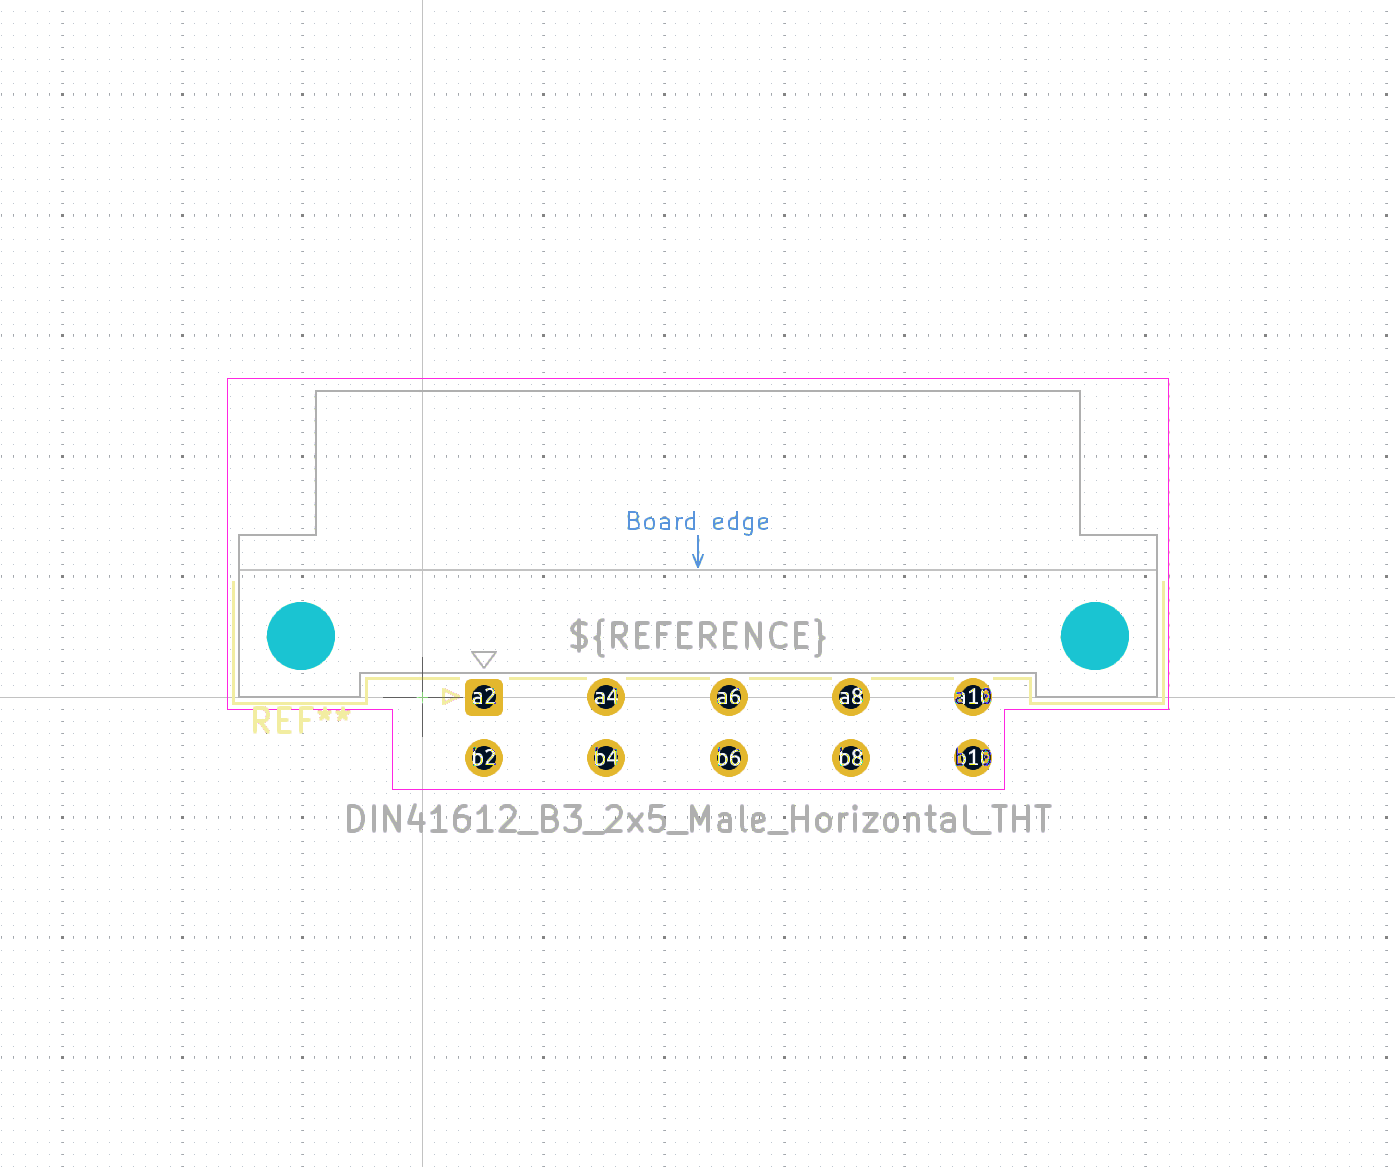 Board edge
${REFERENCE}
a2 a4 a6 a8 a10
REF**
b2 b4 b6 b8 b10
DIN41612_B3_2x5_Male_Horizontal_THT